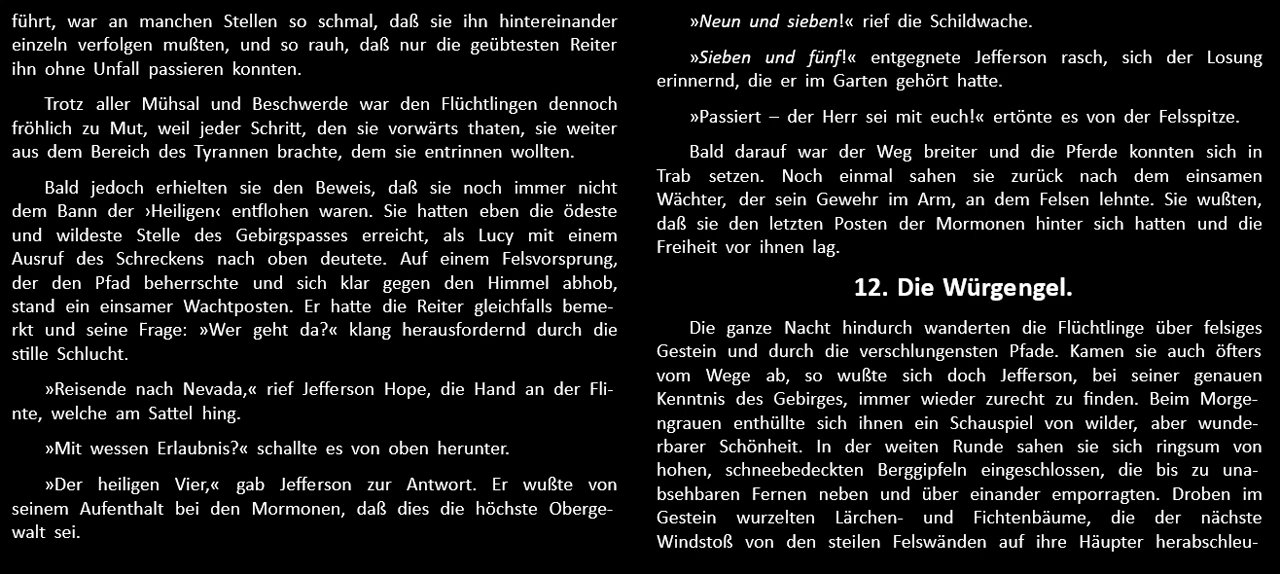 führt, war an manchen Stellen so schmal, daß sie ihn hintereinander
einzeln verfolgen mußten, und so rauh, daß nur die geübtesten Reiter
ihn ohne Unfall passieren konnten.
Trotz aller Mühsal und Beschwerde war den Flüchtlingen dennoch
fröhlich zu Mut, weil jeder Schritt, den sie vorwärts thaten, sie weiter
aus dem Bereich des Tyrannen brachte, dem sie entrinnen wollten.
Bald jedoch erhielten sie den Beweis, daß sie noch immer nicht
dem Bann der ›Heiligen‹ entflohen waren. Sie hatten eben die ödeste
und wildeste Stelle des Gebirgspasses erreicht, als Lucy mit einem
Ausruf des Schreckens nach oben deutete. Auf einem Felsvorsprung,
der den Pfad beherrschte und sich klar gegen den Himmel abhob,
stand ein einsamer Wachtposten. Er hatte die Reiter gleichfalls beme-
rkt und seine Frage: »Wer geht da?« klang herausfordernd durch die
stille Schlucht.
»Reisende nach Nevada,« rief Jefferson Hope, die Hand an der Fli-
nte, welche am Sattel hing.
»Mit wessen Erlaubnis?« schallte es von oben herunter.
»Der heiligen Vier,« gab Jefferson zur Antwort. Er wußte von
seinem Aufenthalt bei den Mormonen, daß dies die höchste Oberge-
walt sei.
»Neun und sieben!« rief die Schildwache.
»Sieben und fünf!« entgegnete Jefferson rasch, sich der Losung
erinnernd, die er im Garten gehört hatte.
»Passiert – der Herr sei mit euch!« ertönte es von der Felsspitze.
Bald darauf war der Weg breiter und die Pferde konnten sich in
Trab setzen. Noch einmal sahen sie zurück nach dem einsamen
Wächter, der sein Gewehr im Arm, an dem Felsen lehnte. Sie wußten,
daß sie den letzten Posten der Mormonen hinter sich hatten und die
Freiheit vor ihnen lag.
12. Die Würgengel.
Die ganze Nacht hindurch wanderten die Flüchtlinge über felsiges
Gestein und durch die verschlungensten Pfade. Kamen sie auch öfters
vom Wege ab, so wußte sich doch Jefferson, bei seiner genauen
Kenntnis des Gebirges, immer wieder zurecht zu finden. Beim Morge-
ngrauen enthüllte sich ihnen ein Schauspiel von wilder, aber wunde-
rbarer Schönheit. In der weiten Runde sahen sie sich ringsum von
hohen, schneebedeckten Berggipfeln eingeschlossen, die bis zu una-
bsehbaren Fernen neben und über einander emporragten. Droben im
Gestein wurzelten Lärchen- und Fichtenbäume, die der nächste
Windstoß von den steilen Felswänden auf ihre Häupter herabschleu-